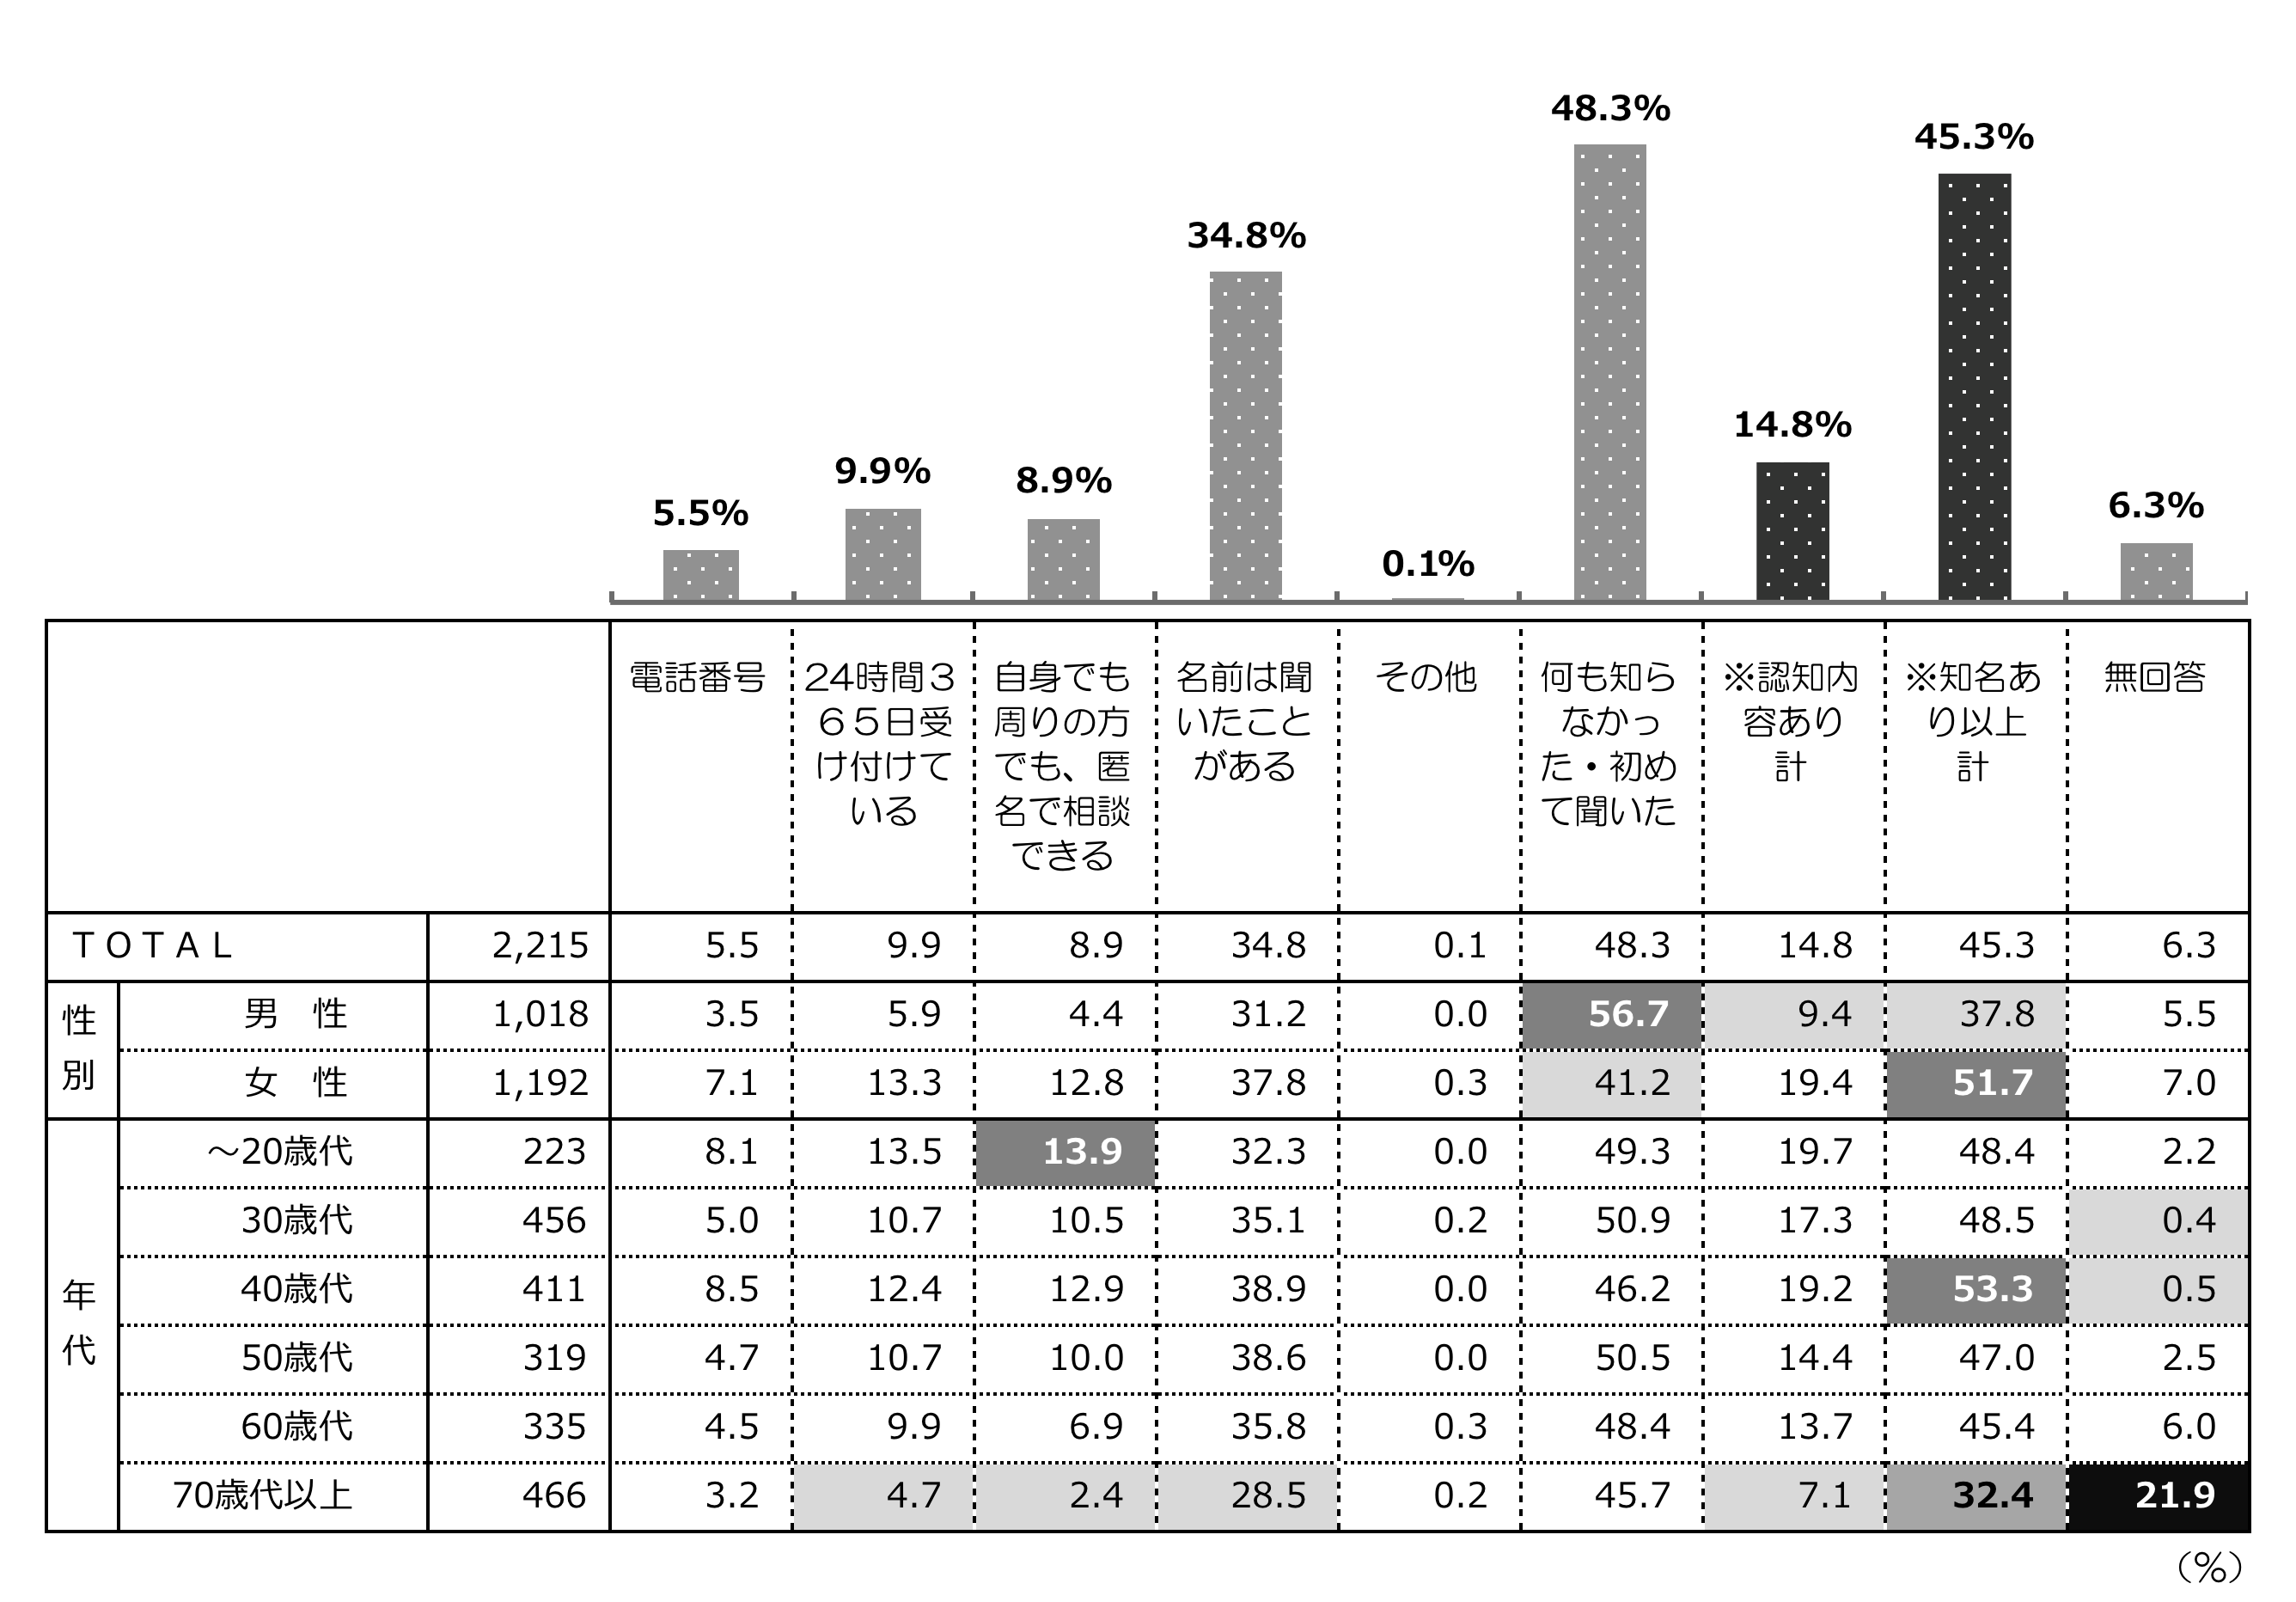 48.3%
45.3%
34.8%
14.8%
9.9%
8.9%
6.3%
5.5%
0.1%
電話番号
24時間3
65日受
け付けて
いる
自身でも
周りの方
でも、匿
名で相談
できる
名前は聞
いたこと
がある
その他
何も知ら
なかっ
た・初め
て聞いた
※認知内
容あり
計
※知名あ
り以上
計
無回答
TOTAL 2,215 5.5 9.9 8.9 34.8 0.1 48.3 14.8 45.3 6.3
性別
男 性 1,018 3.5 5.9 4.4 31.2 0.0 56.7 9.4 37.8 5.5
女 性 1,192 7.1 13.3 12.8 37.8 0.3 41.2 19.4 51.7 7.0
年代
～20歳代 223 8.1 13.5 13.9 32.3 0.0 49.3 19.7 48.4 2.2
30歳代 456 5.0 10.7 10.5 35.1 0.2 50.9 17.3 48.5 0.4
40歳代 411 8.5 12.4 12.9 38.9 0.0 46.2 19.2 53.3 0.5
50歳代 319 4.7 10.7 10.0 38.6 0.0 50.5 14.4 47.0 2.5
60歳代 335 4.5 9.9 6.9 35.8 0.3 48.4 13.7 45.4 6.0
70歳代以上 466 3.2 4.7 2.4 28.5 0.2 45.7 7.1 32.4 21.9
(%)